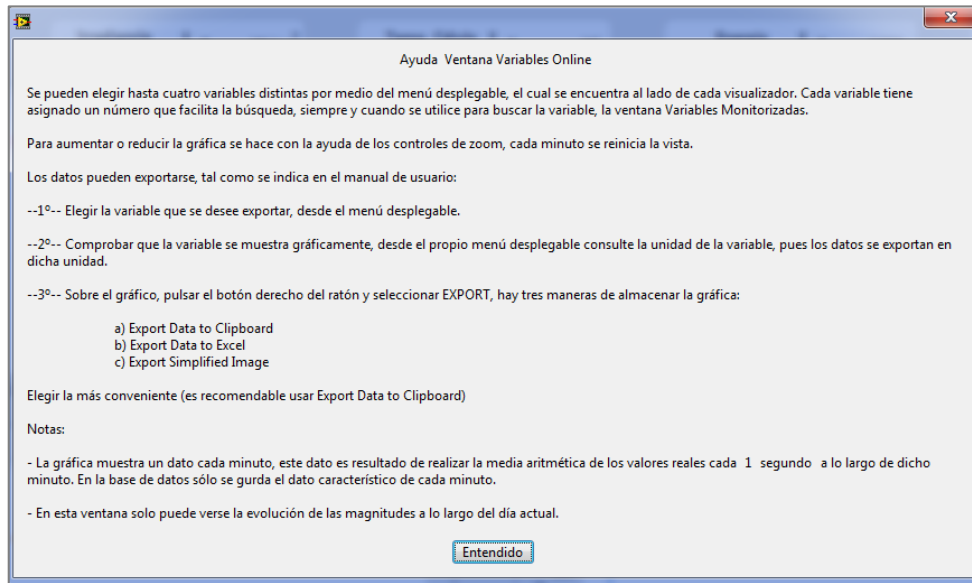 Ayuda Ventana Variables Online
Se pueden elegir hasta cuatro variables distintas por medio del menú desplegable, el cual se encuentra al lado de cada visualizador. Cada variable tiene
asignado un número que facilita la búsqueda, siempre y cuando se utilice para buscar la variable, la ventana Variables Monitorizadas.
Para aumentar o reducir la gráfica se hace con la ayuda de los controles de zoom, cada minuto se reinicia la vista.
Los datos pueden exportarse, tal como se indica en el manual de usuario:
--1º-- Elegir la variable que se desee exportar, desde el menú desplegable.
--2º-- Comprobar que la variable se muestra gráficamente, desde el propio menú desplegable consulte la unidad de la variable, pues los datos se exportan en
dicha unidad.
--3º-- Sobre el gráfico, pulsar el botón derecho del ratón y seleccionar EXPORT, hay tres maneras de almacenar la gráfica:
a) Export Data to Clipboard
b) Export Data to Excel
c) Export Simplified Image
Elegir la más conveniente (es recomendable usar Export Data to Clipboard)
Notas:
- La gráfica muestra un dato cada minuto, este dato es resultado de realizar la media aritmética de los valores reales cada 1 segundo a lo largo de dicho
minuto. En la base de datos sólo se gurda el dato característico de cada minuto.
- En esta ventana solo puede verse la evolución de las magnitudes a lo largo del día actual.
Entendido